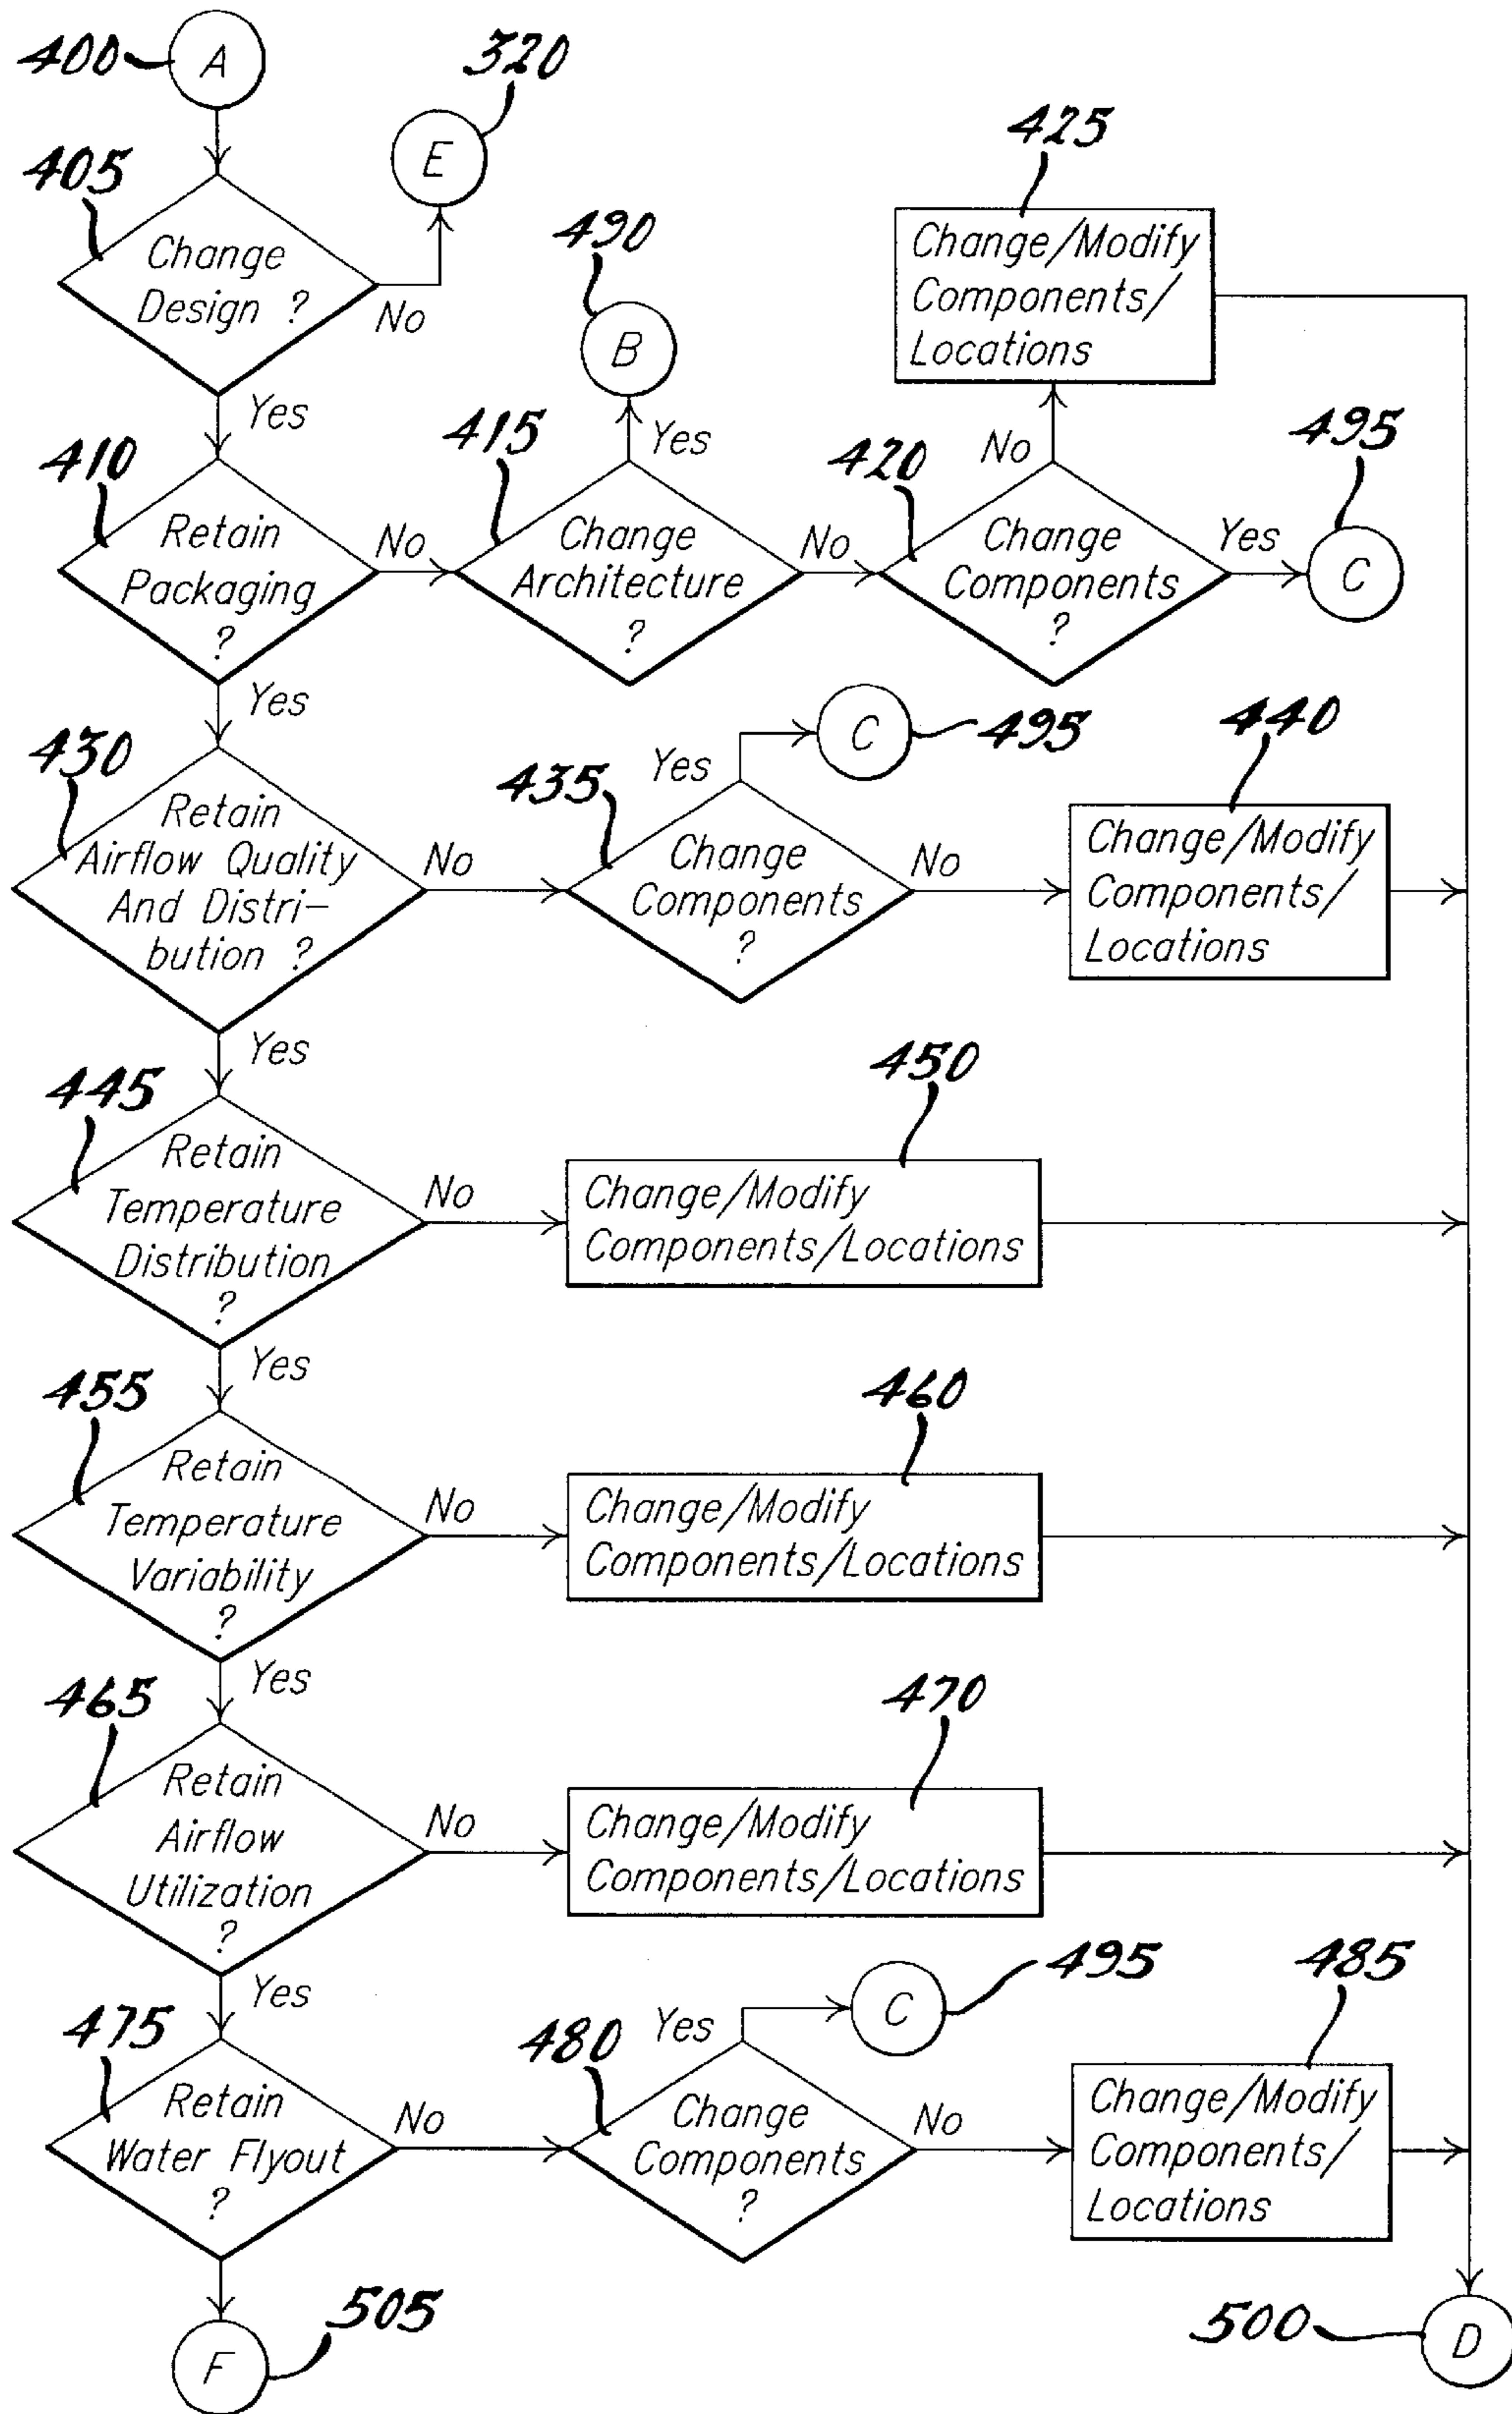 400
A
320
E
405
Change
Design ?
No
Yes
425
Change/Modify
Components/
Locations
490
B
Yes
410
Retain
Packaging
?
No
415
Change
Architecture
?
No
420
No
Change
Components
?
Yes
495
C
Yes
430
Retain
Airflow Quality
And Distri-
bution ?
No
435
Yes
C
495
Change
Components
?
No
440
Change/Modify
Components/
Locations
Yes
445
Retain
Temperature
Distribution
?
No
450
Change/Modify
Components/Locations
Yes
455
Retain
Temperature
Variability
?
No
460
Change/Modify
Components/Locations
Yes
465
Retain
Airflow
Utilization
?
No
470
Change/Modify
Components/Locations
Yes
475
Retain
Water Flyout
?
No
480
Yes
C
495
Change
Components
?
No
485
Change/Modify
Components/
Locations
F
505
500
D